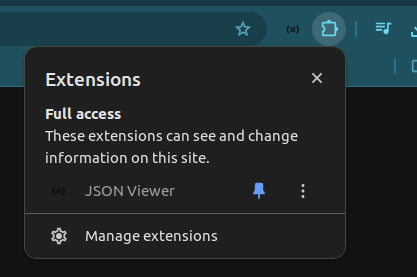 Extensions
Full access
These extensions can see and change
information on this site.
{≡} JSON Viewer
Manage extensions